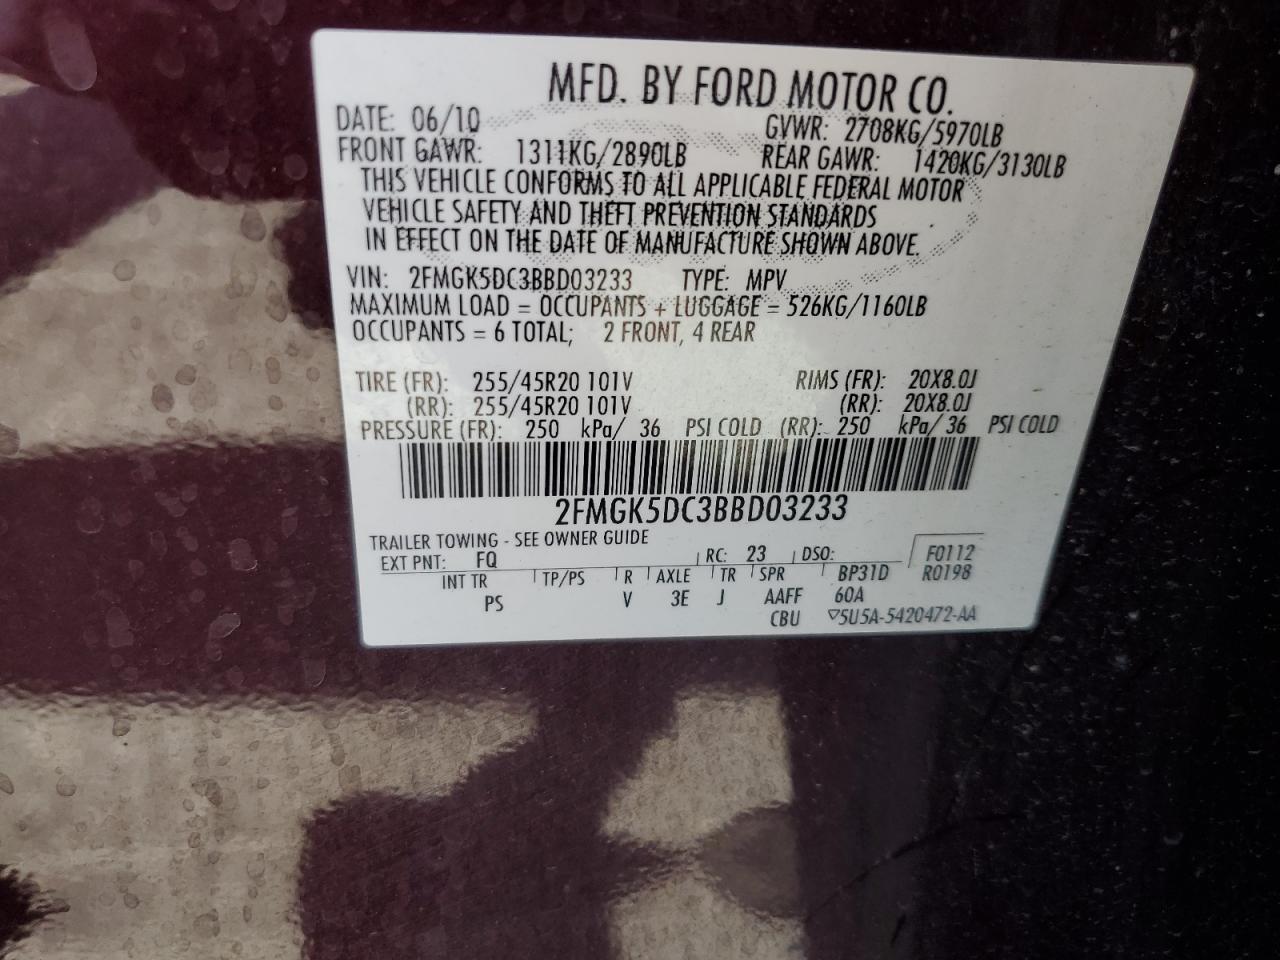 MFD. BY FORD MOTOR CO.
DATE: 06/10 GVWR: 2708KG/5970LB
FRONT GAWR: 1311KG/2890LB REAR GAWR: 1420KG/3130LB
THIS VEHICLE CONFORMS TO ALL APPLICABLE FEDERAL MOTOR
VEHICLE SAFETY AND THEFT PREVENTION STANDARDS
IN EFFECT ON THE DATE OF MANUFACTURE SHOWN ABOVE.
VIN: 2FMGK5DC3BBD03233 TYPE: MPV
MAXIMUM LOAD = OCCUPANTS + LUGGAGE = 526KG/1160LB
OCCUPANTS = 6 TOTAL; 2 FRONT, 4 REAR
TIRE (FR): 255/45R20 101V RIMS (FR): 20X8.0J
(RR): 255/45R20 101V (RR): 20X8.0J
PRESSURE (FR): 250 kPa/ 36 PSI COLD (RR): 250 kPa/ 36 PSI COLD
2FMGK5DC3BBD03233
TRAILER TOWING - SEE OWNER GUIDE
EXT PNT: FQ RC: 23 DSO: F0112
INT TR TP/PS R AXLE TR SPR BP31D R0198
PS V 3E J AAFF 60A
CBU ▽5U5A-5420472-AA